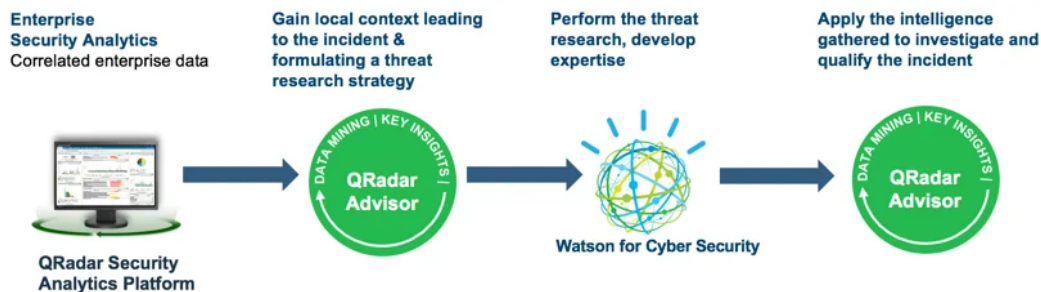 Enterprise
Security Analytics
Correlated enterprise data
Gain local context leading
to the incident &
formulating a threat
research strategy
Perform the threat
research, develop
expertise
Apply the intelligence
gathered to investigate and
qualify the incident
QRadar Security
Analytics Platform
DATA MINING | KEY INSIGHTS |
QRadar
Advisor
Watson for Cyber Security
DATA MINING | KEY INSIGHTS |
QRadar
Advisor